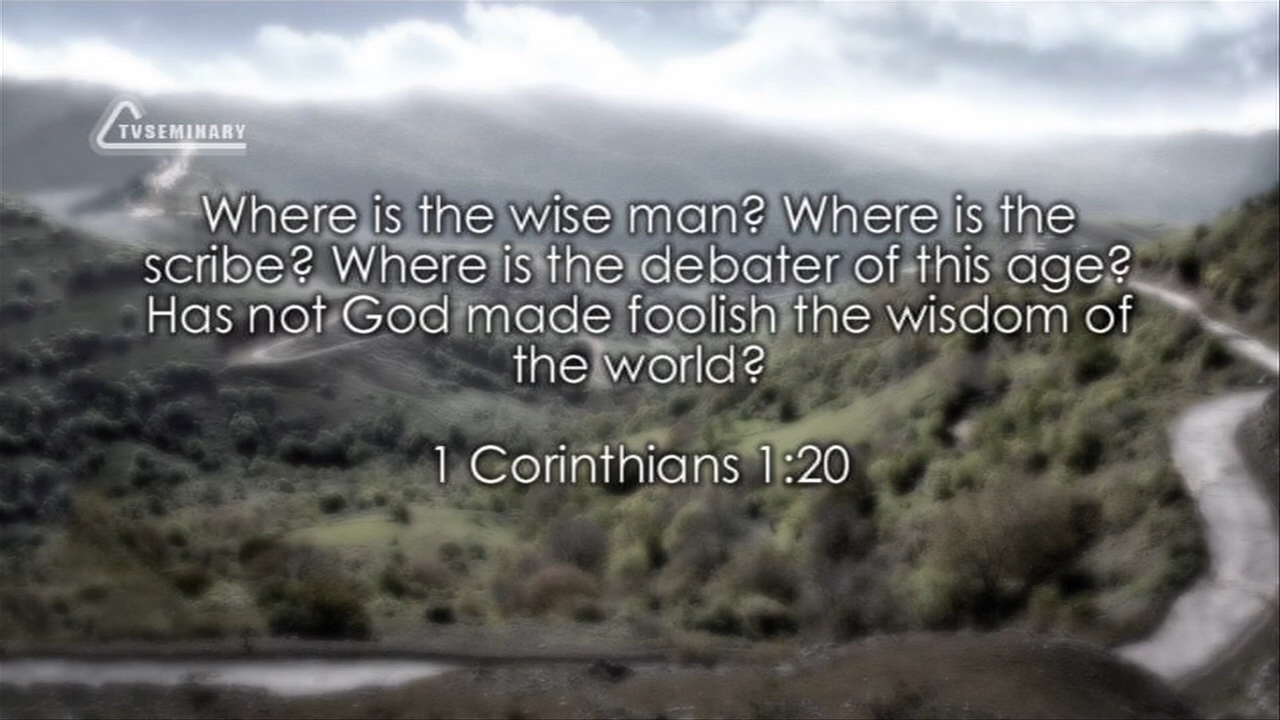 TVSEMINARY
Where is the wise man? Where is the
scribe? Where is the debater of this age?
Has not God made foolish the wisdom of
the world?
1 Corinthians 1:20